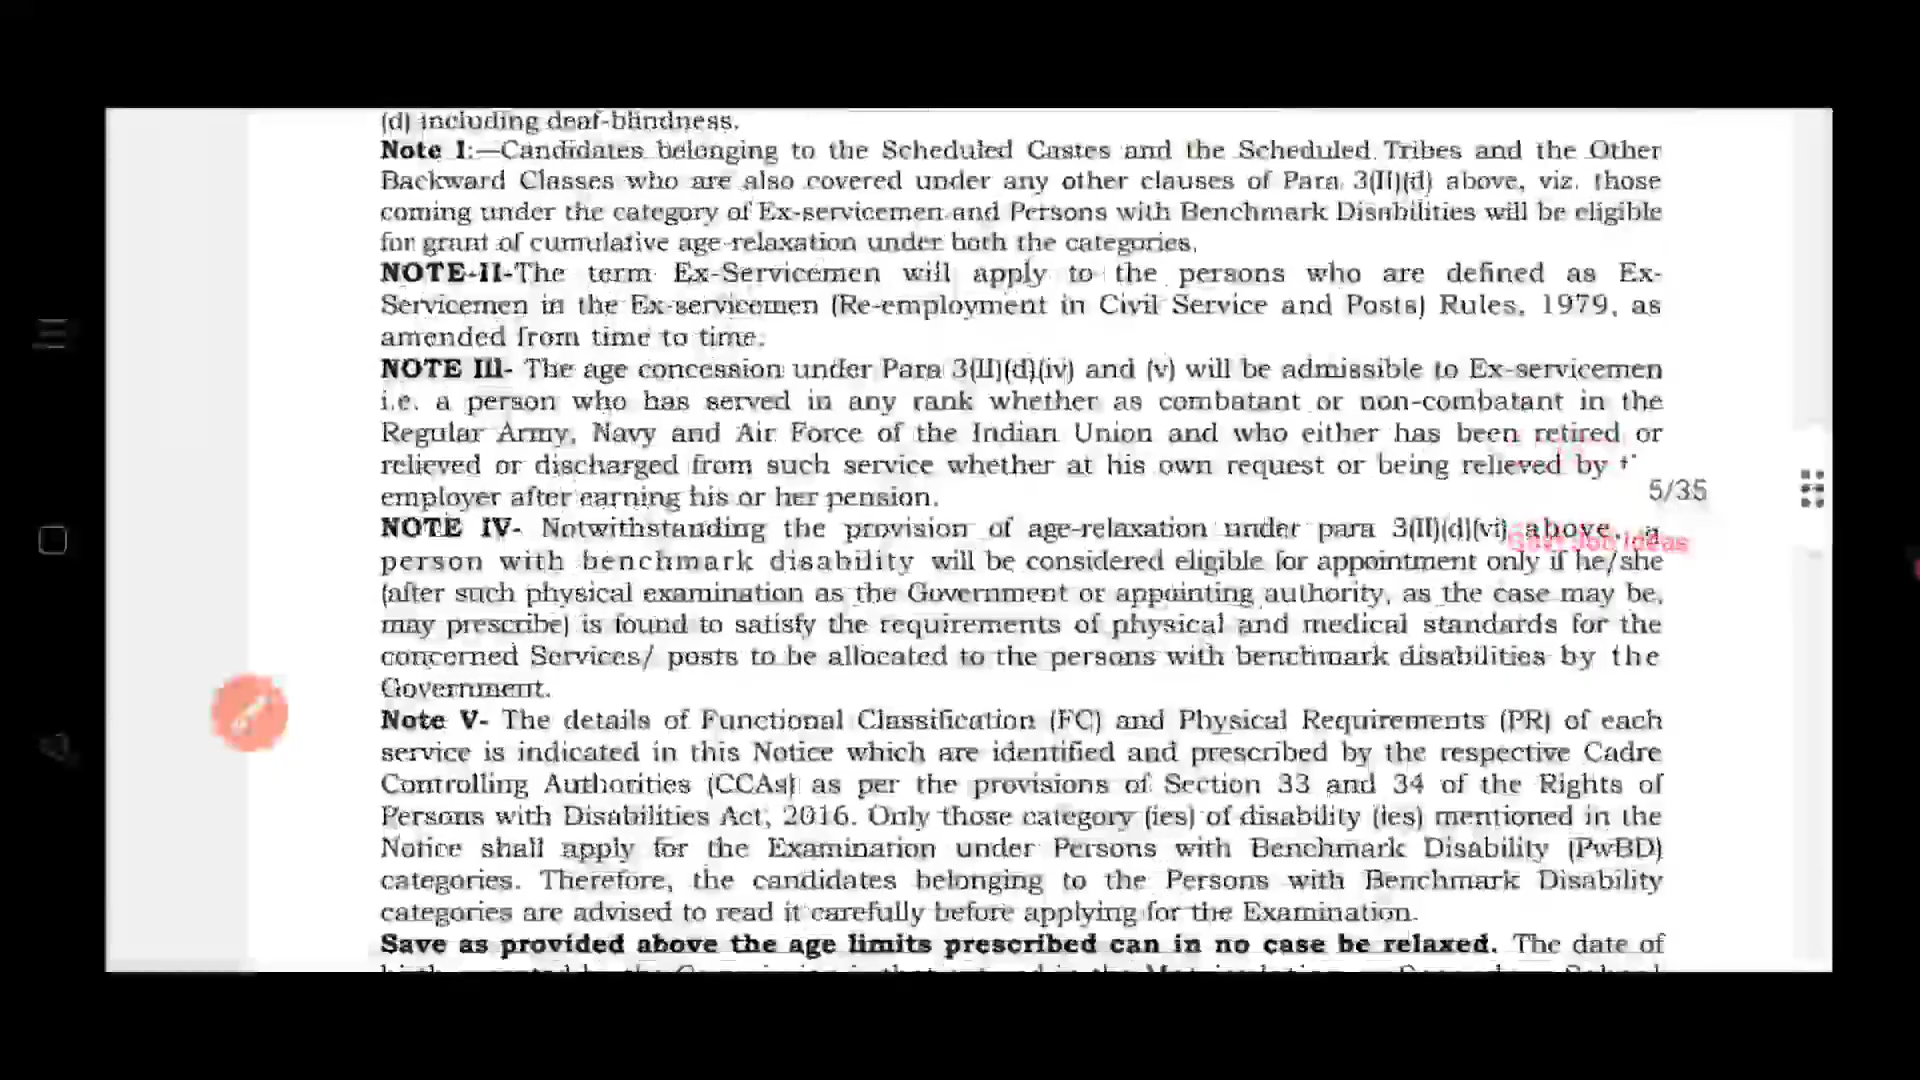 (d) including deaf-blindness.
Note I:—Candidates belonging to the Scheduled Castes and the Scheduled Tribes and the Other
Backward Classes who are also covered under any other clauses of Para 3(II)(d) above, viz. those
coming under the category of Ex-servicemen and Persons with Benchmark Disabilities will be eligible
for grant of cumulative age-relaxation under both the categories.
NOTE-II-The term Ex-Servicemen will apply to the persons who are defined as Ex-
Servicemen in the Ex-servicemen (Re-employment in Civil Service and Posts) Rules, 1979, as
amended from time to time.
NOTE III- The age concession under Para 3(II)(d)(iv) and (v) will be admissible to Ex-servicemen
i.e. a person who has served in any rank whether as combatant or non-combatant in the
Regular Army, Navy and Air Force of the Indian Union and who either has been retired or
relieved or discharged from such service whether at his own request or being relieved by
5/35
employer after earning his or her pension.
NOTE IV- Notwithstanding the provision of age-relaxation under para 3(II)(d)(vi) above, a
Govt Job Ideas
person with benchmark disability will be considered eligible for appointment only if he/she
(after such physical examination as the Government or appointing authority, as the case may be,
may prescribe) is found to satisfy the requirements of physical and medical standards for the
concerned Services/ posts to be allocated to the persons with benchmark disabilities by the
Government.
Note V- The details of Functional Classification (FC) and Physical Requirements (PR) of each
service is indicated in this Notice which are identified and prescribed by the respective Cadre
Controlling Authorities (CCAs) as per the provisions of Section 33 and 34 of the Rights of
Persons with Disabilities Act, 2016. Only those category (ies) of disability (ies) mentioned in the
Notice shall apply for the Examination under Persons with Benchmark Disability (PwBD)
categories. Therefore, the candidates belonging to the Persons with Benchmark Disability
categories are advised to read it carefully before applying for the Examination.
Save as provided above the age limits prescribed can in no case be relaxed. The date of